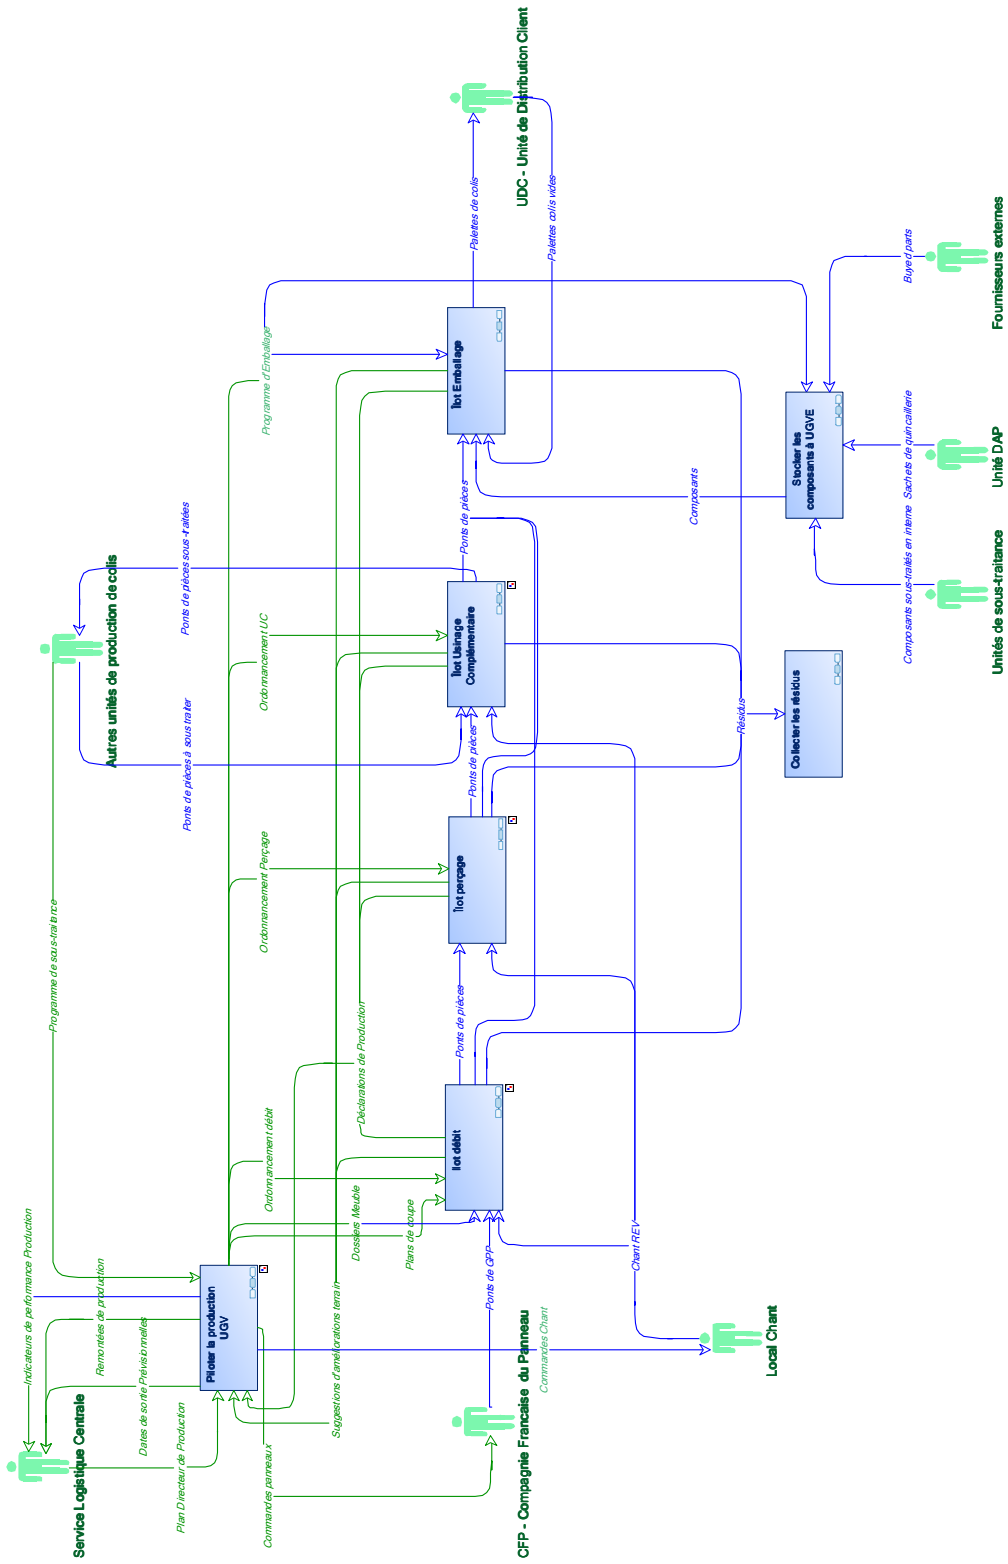 Service Logistique Centrale
Indicateurs de performance Production
Remontées de production
Dates de sortie Prévisionnelles
Plan Directeur de Production
Programme de sous-traitance
Autres unités de production de colis
Ponts de pièces à sous traiter
Ponts de pièces sous-traitées
Piloter la production
UGV
Commandes panneaux
Ordonnancement débit
Ordonnancement Perçage
Ordonnancement UC
Programme d'Emballage
Suggestions d'améliorations terrain
Dossiers Meuble
Déclarations de Production
Plans de coupe
CFP - Compagnie Francaise du Panneau
Ponts de GPP
Ilot débit
Ponts de pièces
Îlot perçage
Ponts de pièces
Îlot Usinage
Complémentaire
Ponts de pièces
Îlot Emballage
Palettes de colis
UDC - Unité de Distribution Client
Palettes colis vides
Commandes Chant
Chant REV
Local Chant
Composants
Résidus
Collecter les résidus
Stocker les
composants à UGVE
Composants sous-traités en interne
Sachets de quincaillerie
Buyed parts
Unités de sous-traitance
Unité DAP
Fournisseurs externes